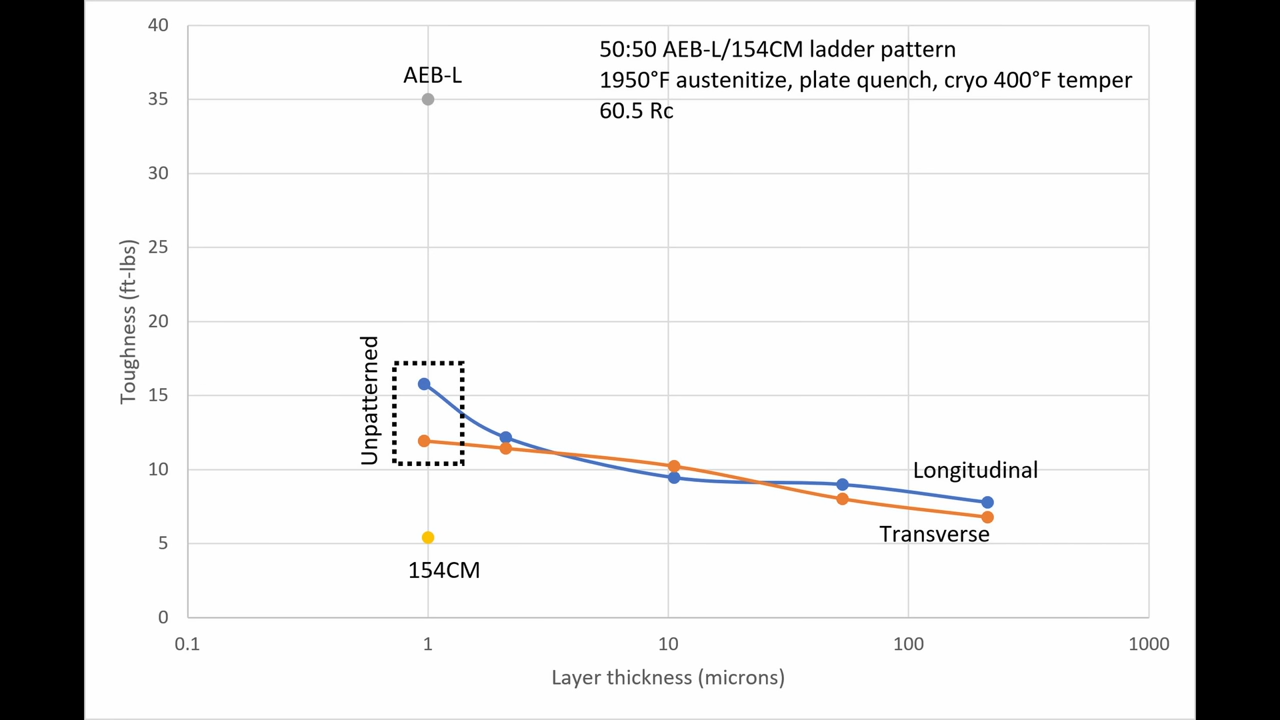 50:50 AEB-L/154CM ladder pattern
1950°F austenitize, plate quench, cryo 400°F temper
60.5 Rc
AEB-L
Unpatterned
Longitudinal
Transverse
154CM
Toughness (ft-lbs)
40
35
30
25
20
15
10
5
0
0.1 1 10 100 1000
Layer thickness (microns)